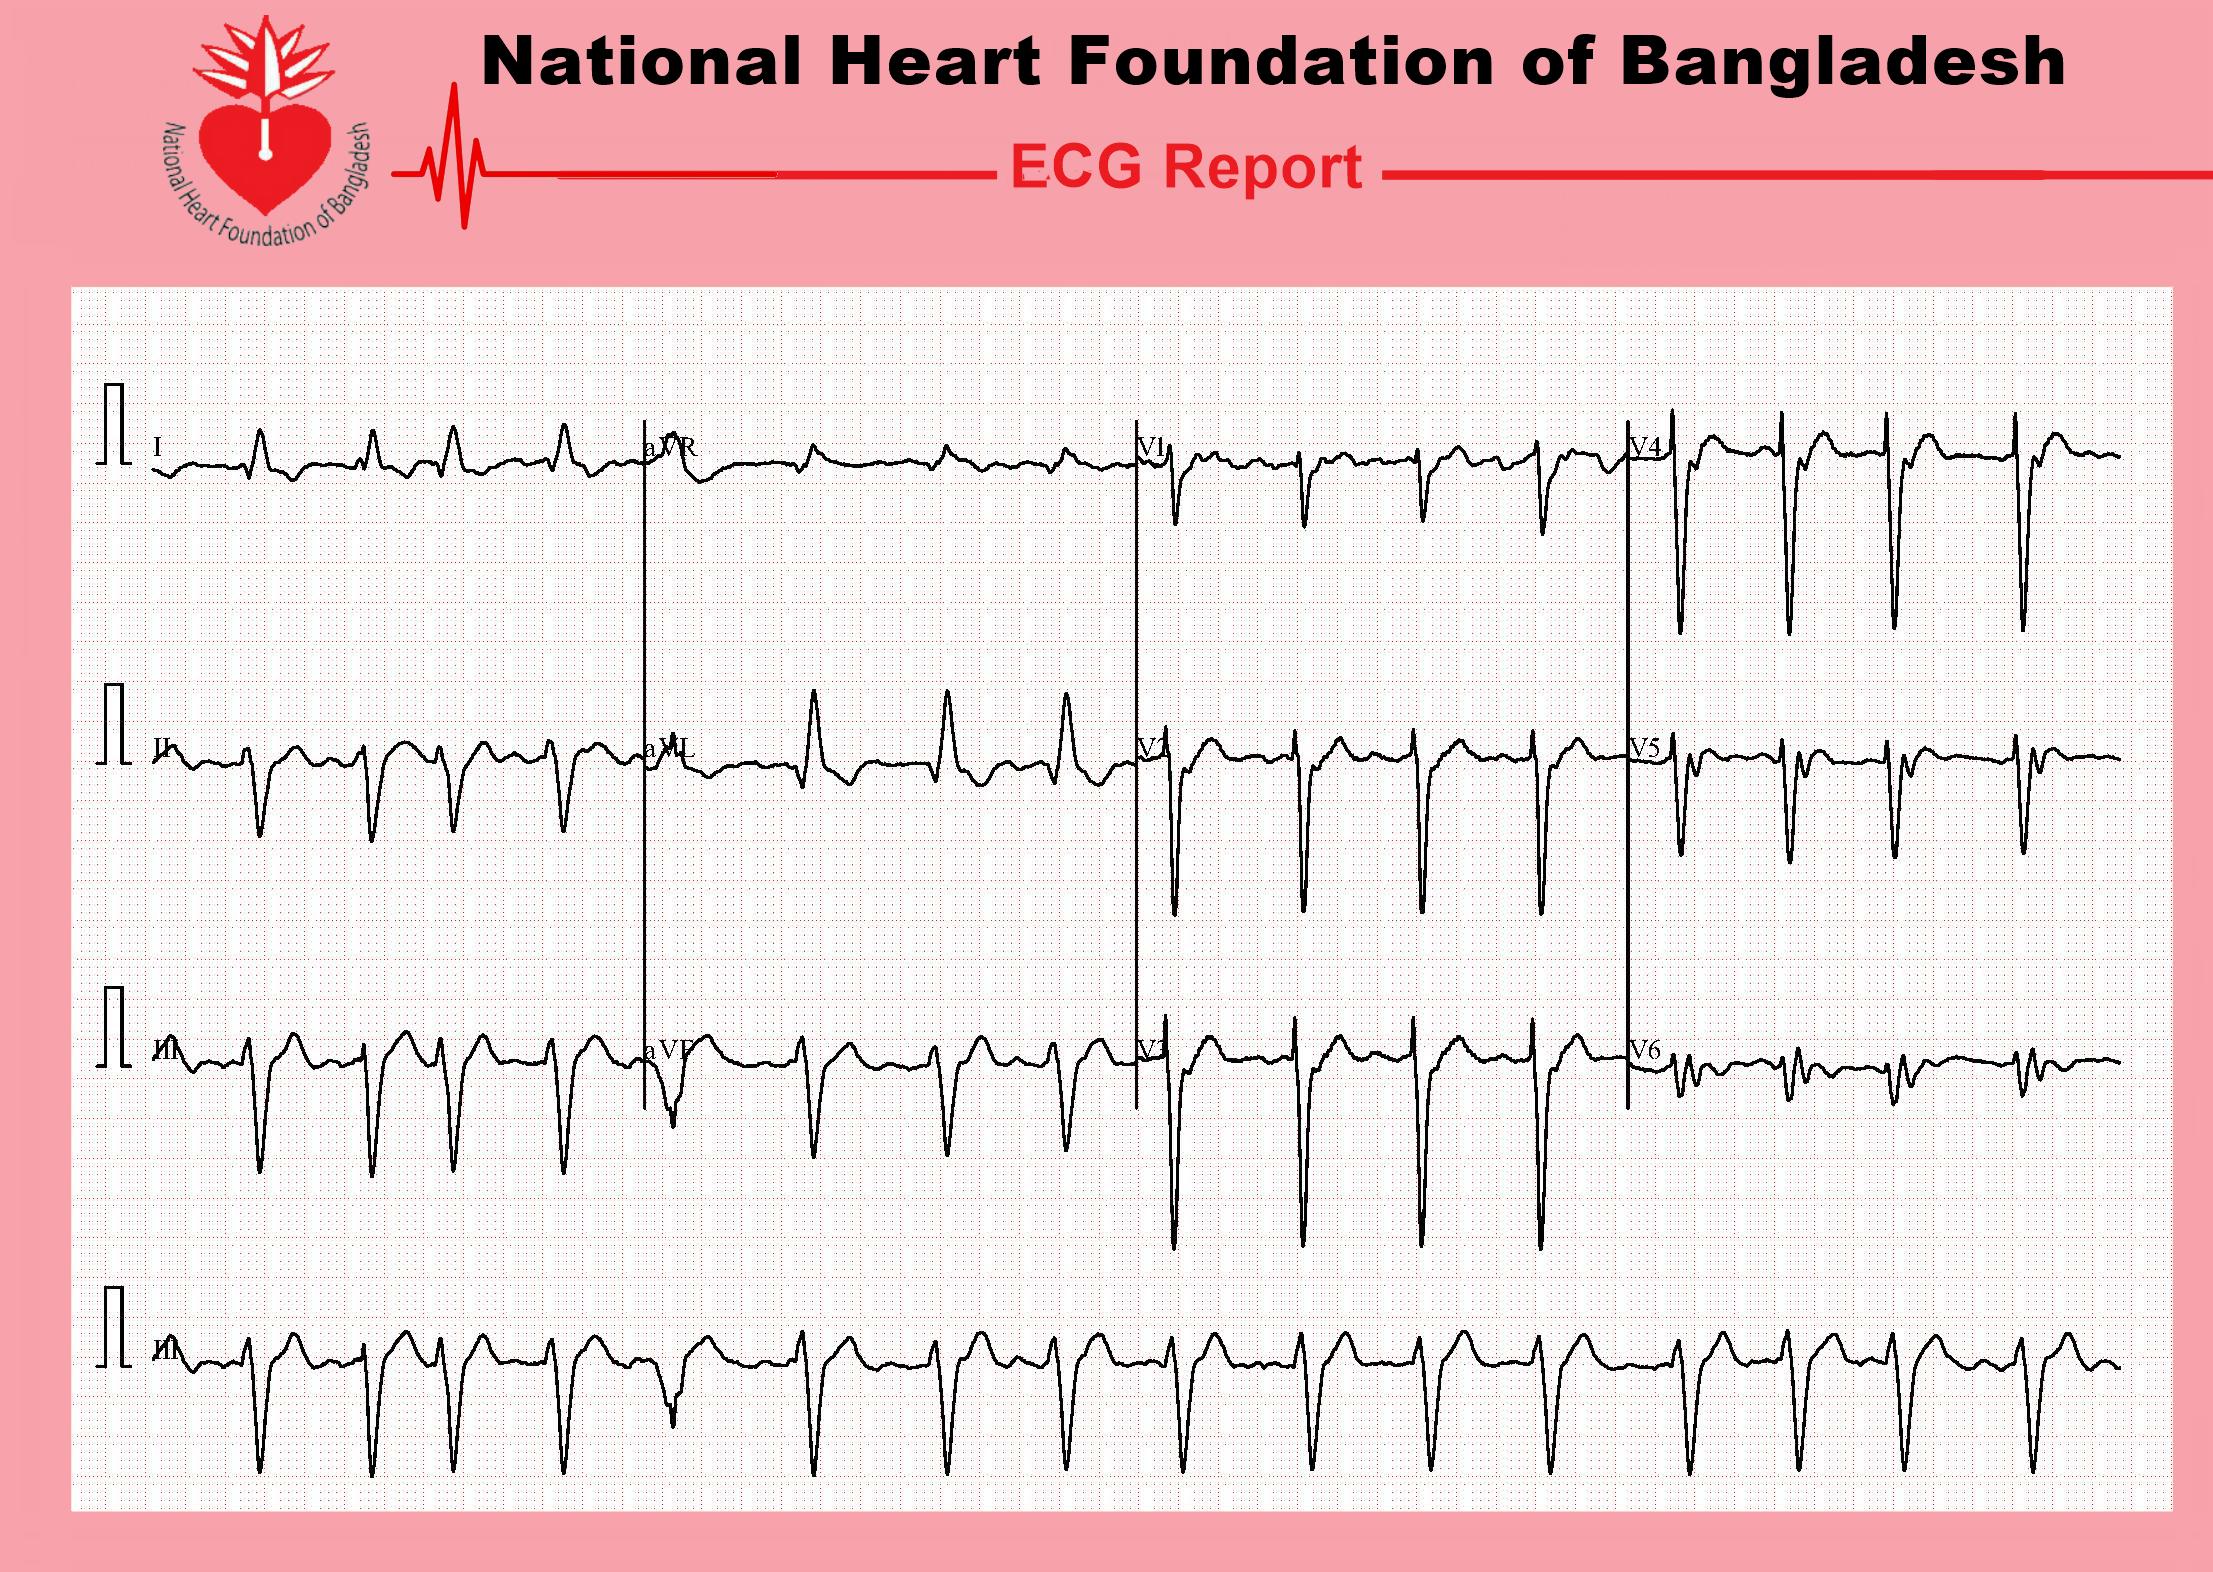 National Heart Foundation of Bangladesh
National Heart Foundation of Bangladesh
ECG Report
I
aVR
V1
V4
II
aVL
V2
V5
III
aVF
V3
V6
III